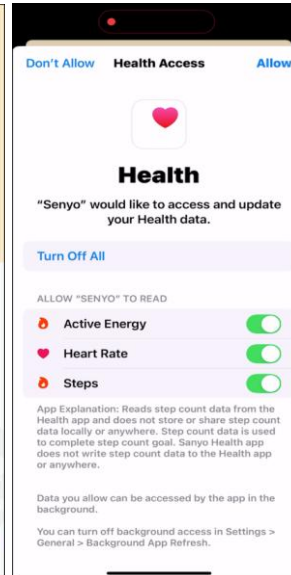 Don't Allow Health Access Allow
Health
“Senyo” would like to access and update
your Health data.
Turn Off All
ALLOW “SENYO” TO READ
Active Energy
Heart Rate
Steps
App Explanation: Reads step count data from the
Health app and does not store or share step count
data locally or anywhere. Step count data is used
to complete step count goal. Sanyo Health app
does not write step count data to the Health app
or anywhere.
Data you allow can be accessed by the app in the
background.
You can turn off background access in Settings >
General > Background App Refresh.